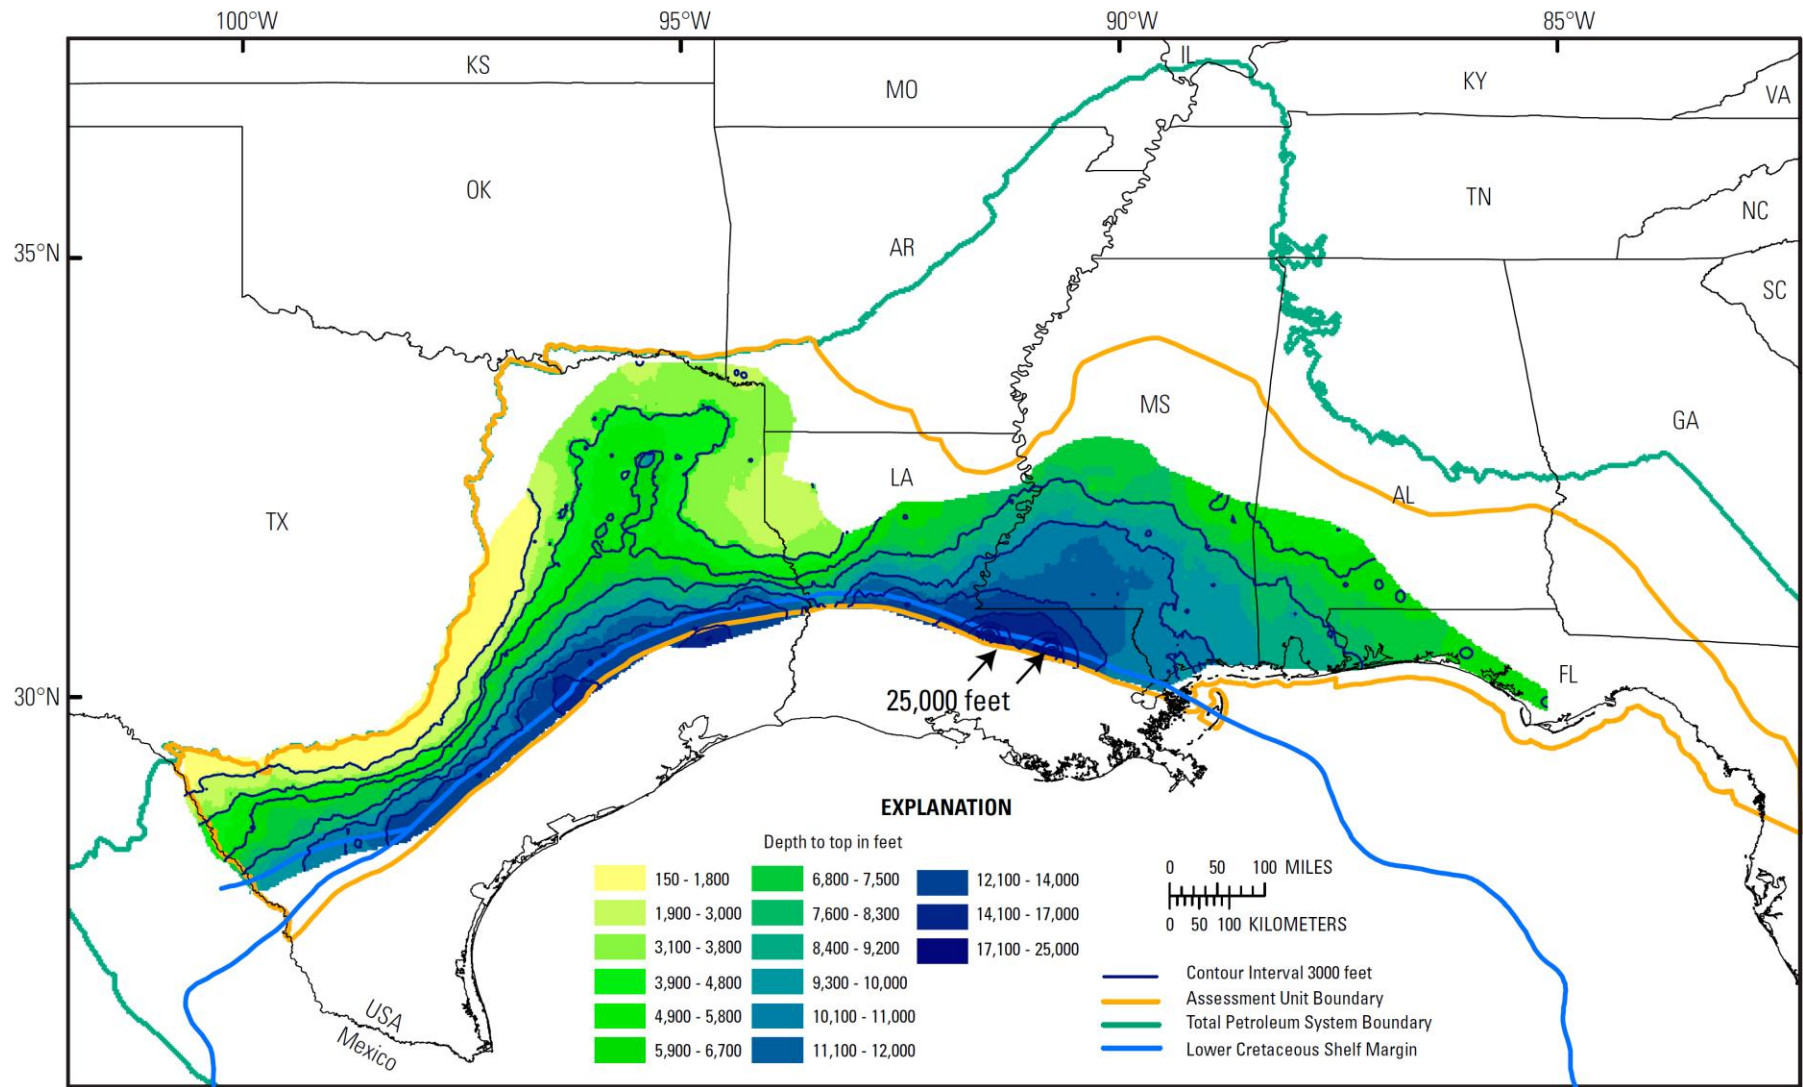 100°W 95°W 90°W 85°W
KS
IL
MO
KY
VA
OK
TN
NC
AR
35°N
SC
MS
GA
LA
AL
TX
FL
30°N
25,000 feet
USA
Mexico
EXPLANATION
Depth to top in feet
150 - 1,800
1,900 - 3,000
3,100 - 3,800
3,900 - 4,800
4,900 - 5,800
5,900 - 6,700
6,800 - 7,500
7,600 - 8,300
8,400 - 9,200
9,300 - 10,000
10,100 - 11,000
11,100 - 12,000
12,100 - 14,000
14,100 - 17,000
17,100 - 25,000
0 50 100 MILES
0 50 100 KILOMETERS
Contour Interval 3000 feet
Assessment Unit Boundary
Total Petroleum System Boundary
Lower Cretaceous Shelf Margin